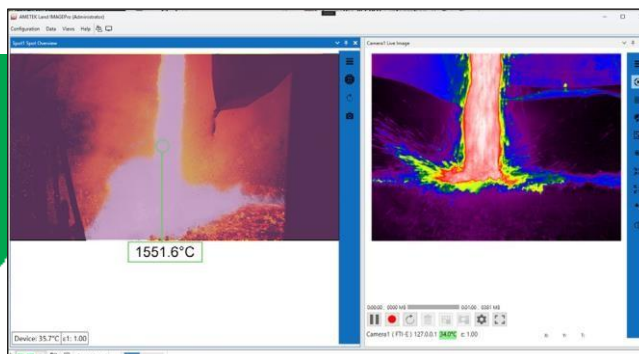 AMETEK Land IMAGEPro (Administrator)
Configuration Data Views Help
Spot1 Spot Overview
Camera1 Live Image
1551.6°C
Device: 35.7°C ε1: 1.00
Camera1 ( FTI-E ) 127.0.0.1 34.0°C ε: 1.00